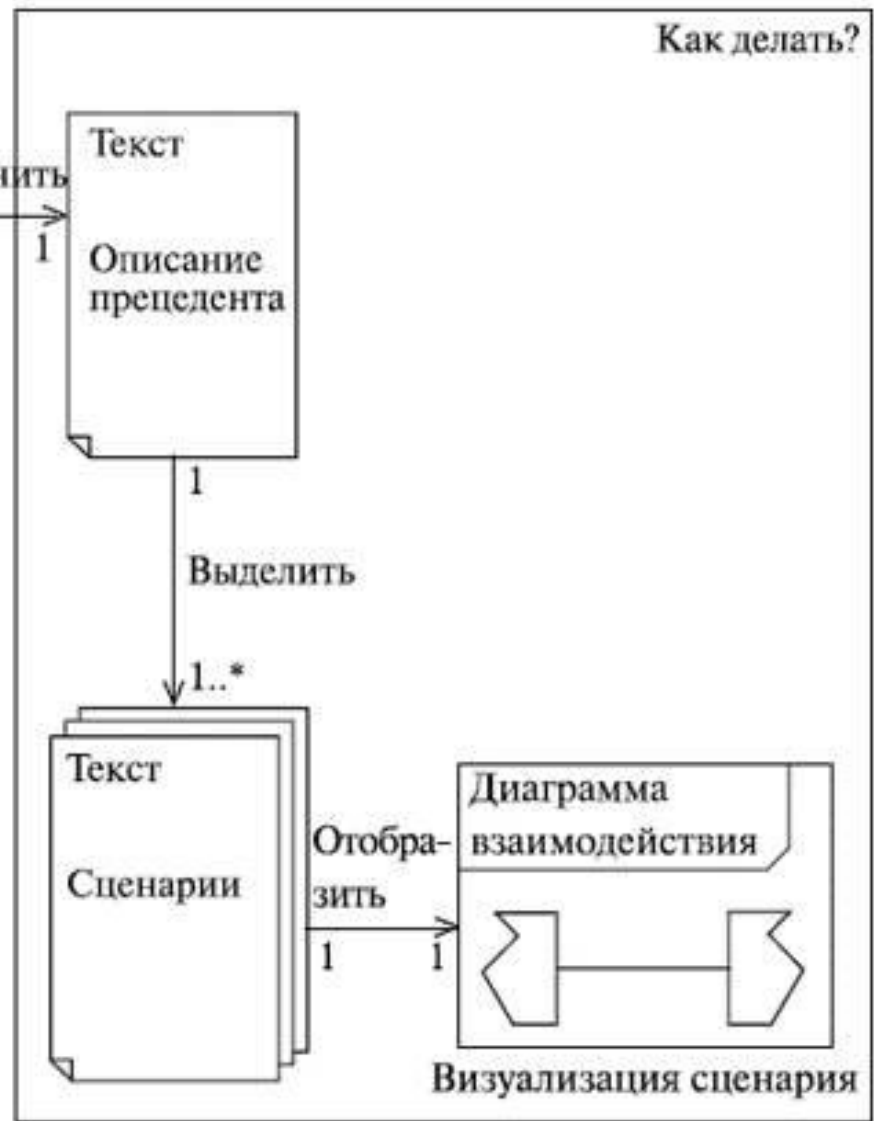 Как делать?
Текст
нить
1
Описание
прецедента
1
Выделить
1..*
Текст
Сценарии
Отобра-
зить
1
1
Диаграмма
взаимодействия
Визуализация сценария